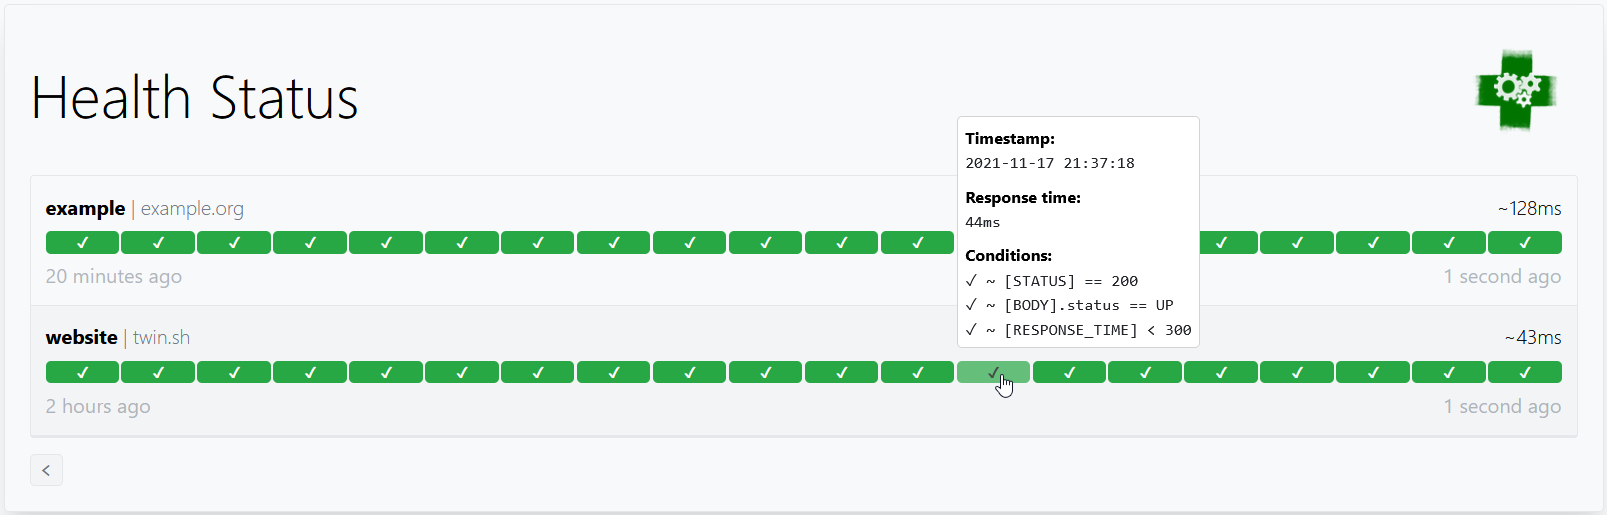 Health Status
Timestamp:
2021-11-17 21:37:18
Response time:
44ms
Conditions:
✓ ~ [STATUS] == 200
✓ ~ [BODY].status == UP
✓ ~ [RESPONSE_TIME] < 300
example | example.org
~128ms
✓ ✓ ✓ ✓ ✓ ✓ ✓ ✓ ✓ ✓ ✓ ✓ ✓ ✓ ✓ ✓ ✓
20 minutes ago
1 second ago
website | twin.sh
~43ms
✓ ✓ ✓ ✓ ✓ ✓ ✓ ✓ ✓ ✓ ✓ ✓ ✓ ✓ ✓ ✓ ✓ ✓ ✓ ✓
2 hours ago
1 second ago
<